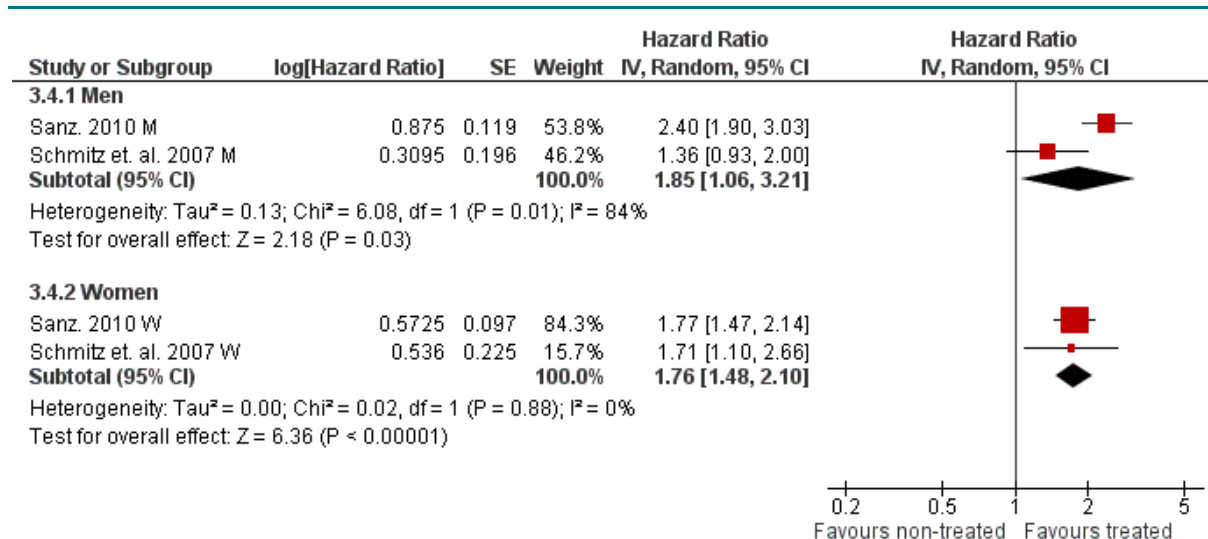 Hazard Ratio Hazard Ratio
Study or Subgroup log[Hazard Ratio] SE Weight IV, Random, 95% CI IV, Random, 95% CI
3.4.1 Men
Sanz. 2010 M 0.875 0.119 53.8% 2.40 [1.90, 3.03]
Schmitz et. al. 2007 M 0.3095 0.196 46.2% 1.36 [0.93, 2.00]
Subtotal (95% CI) 100.0% 1.85 [1.06, 3.21]
Heterogeneity: Tau² = 0.13; Chi² = 6.08, df = 1 (P = 0.01); I² = 84%
Test for overall effect: Z = 2.18 (P = 0.03)
3.4.2 Women
Sanz. 2010 W 0.5725 0.097 84.3% 1.77 [1.47, 2.14]
Schmitz et. al. 2007 W 0.536 0.225 15.7% 1.71 [1.10, 2.66]
Subtotal (95% CI) 100.0% 1.76 [1.48, 2.10]
Heterogeneity: Tau² = 0.00; Chi² = 0.02, df = 1 (P = 0.88); I² = 0%
Test for overall effect: Z = 6.36 (P < 0.00001)
0.2 0.5 1 2 5
Favours non-treated Favours treated